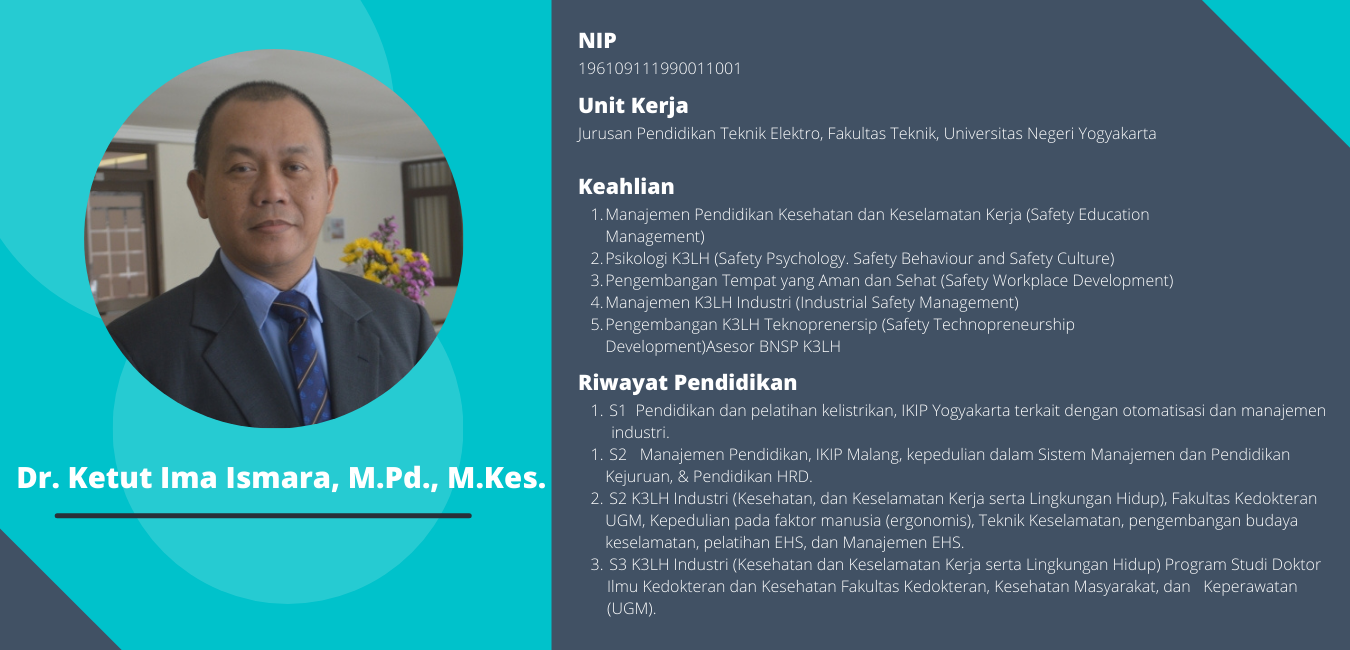 Dr. Ketut Ima Ismara, M.Pd., M.Kes.
NIP
196109111990011001
Unit Kerja
Jurusan Pendidikan Teknik Elektro, Fakultas Teknik, Universitas Negeri Yogyakarta
Keahlian
1. Manajemen Pendidikan Kesehatan dan Keselamatan Kerja (Safety Education
Management)
2. Psikologi K3LH (Safety Psychology. Safety Behaviour and Safety Culture)
3. Pengembangan Tempat yang Aman dan Sehat (Safety Workplace Development)
4. Manajemen K3LH Industri (Industrial Safety Management)
5. Pengembangan K3LH Teknoprenersip (Safety Technopreneurship
Development)Asesor BNSP K3LH
Riwayat Pendidikan
1. S1 Pendidikan dan pelatihan kelistrikan, IKIP Yogyakarta terkait dengan otomatisasi dan manajemen
industri.
1. S2 Manajemen Pendidikan, IKIP Malang, kepedulian dalam Sistem Manajemen dan Pendidikan
Kejuruan, & Pendidikan HRD.
2. S2 K3LH Industri (Kesehatan, dan Keselamatan Kerja serta Lingkungan Hidup), Fakultas Kedokteran
UGM, Kepedulian pada faktor manusia (ergonomis), Teknik Keselamatan, pengembangan budaya
keselamatan, pelatihan EHS, dan Manajemen EHS.
3. S3 K3LH Industri (Kesehatan dan Keselamatan Kerja serta Lingkungan Hidup) Program Studi Doktor
Ilmu Kedokteran dan Kesehatan Fakultas Kedokteran, Kesehatan Masyarakat, dan Keperawatan
(UGM).